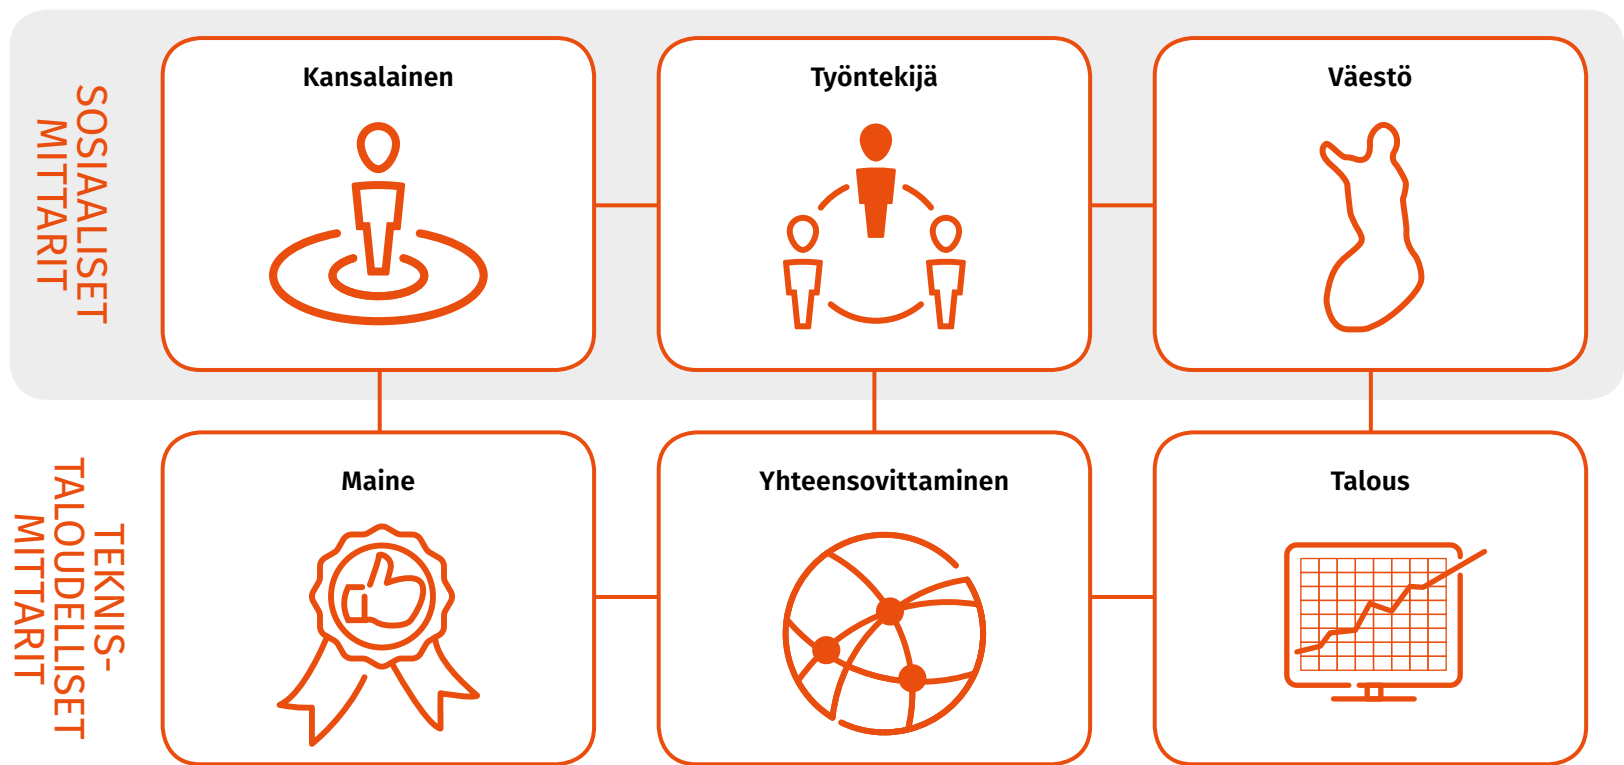 SOSIAALISET
MITTARIT
Kansalainen
Työntekijä
Väestö
TEKNIS-
TALOUDELLISET
MITTARIT
Maine
Yhteensovittaminen
Talous